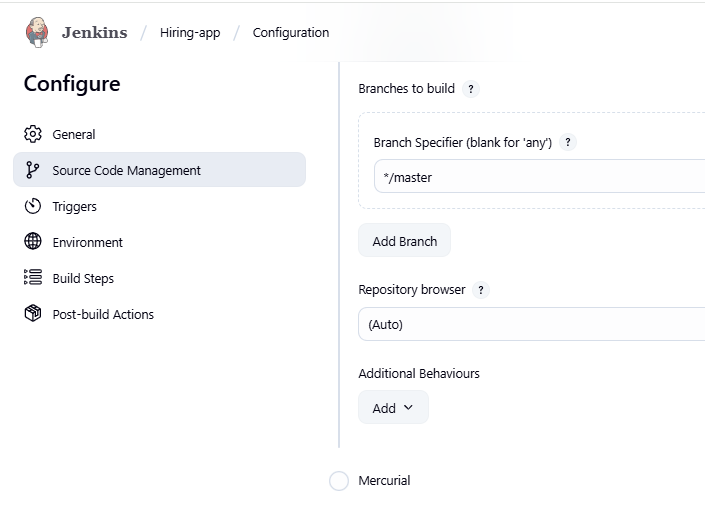 Jenkins / Hiring-app / Configuration
Configure
General
Source Code Management
Triggers
Environment
Build Steps
Post-build Actions
Branches to build ?
Branch Specifier (blank for 'any') ?
*/master
Add Branch
Repository browser ?
(Auto)
Additional Behaviours
Add
Mercurial